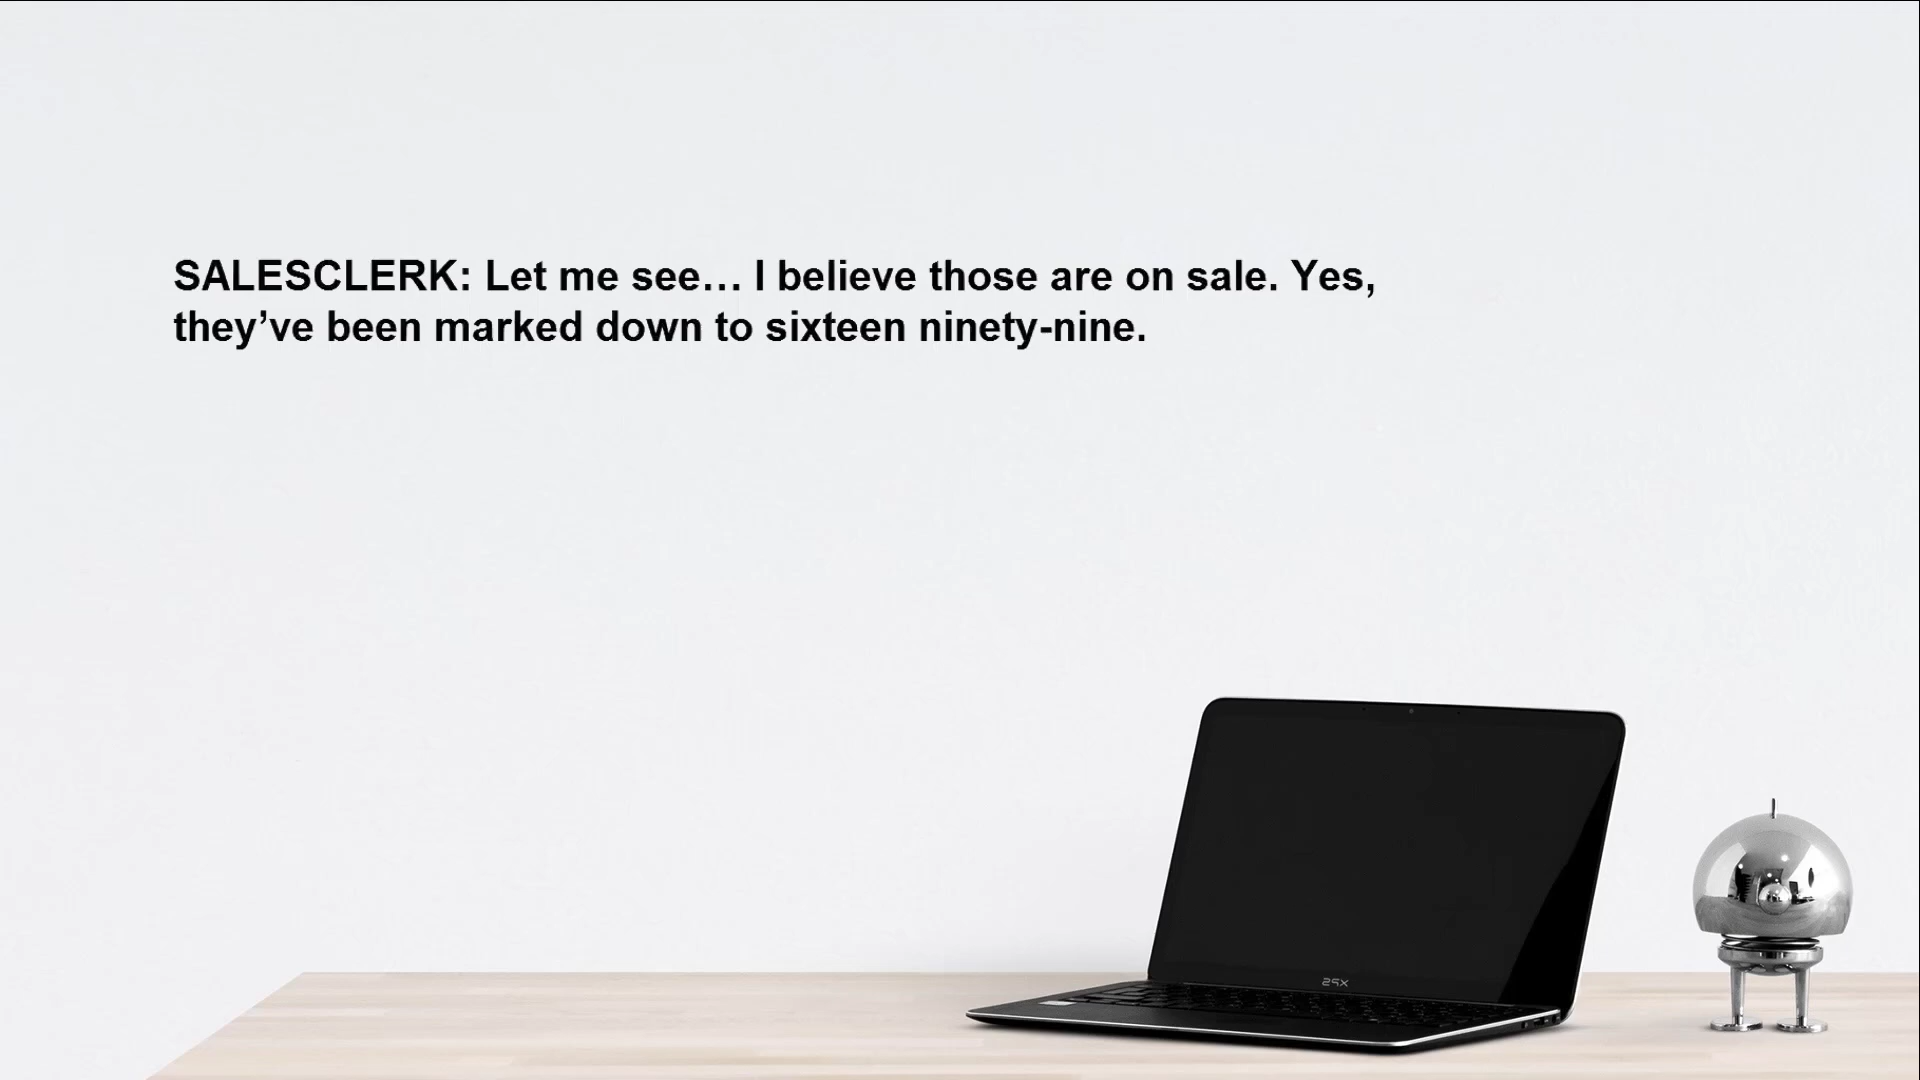 SALESCLERK: Let me see… I believe those are on sale. Yes,
they’ve been marked down to sixteen ninety-nine.
XPS